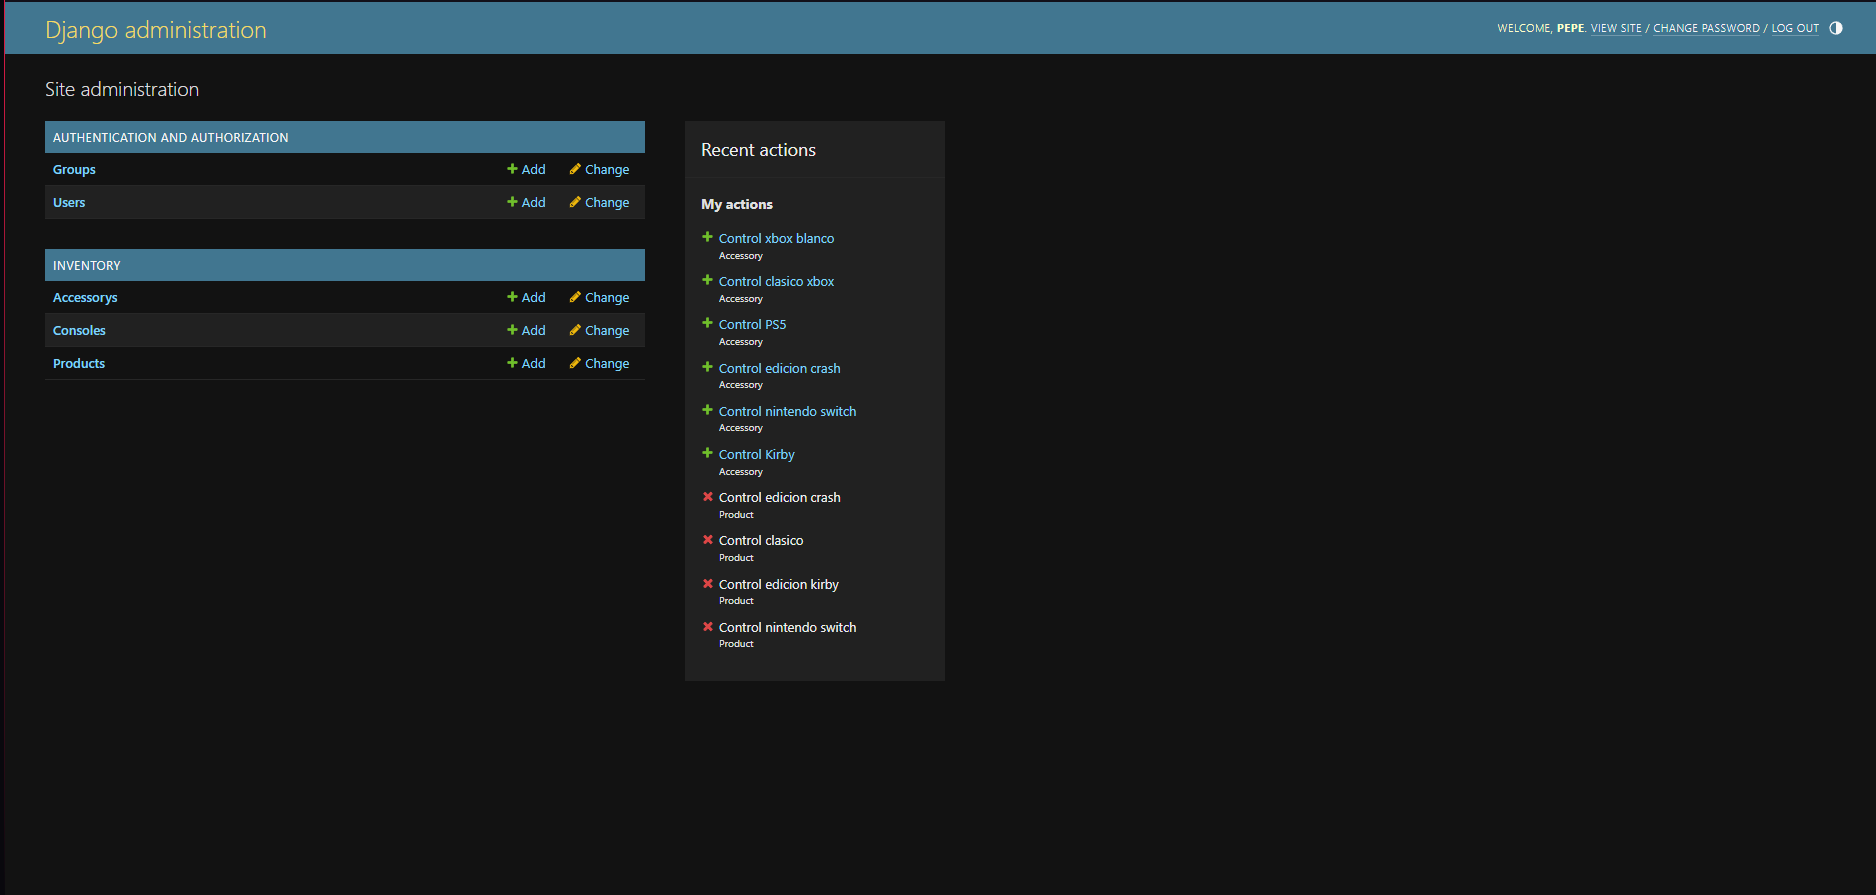 Django administration
WELCOME, PEPE. VIEW SITE / CHANGE PASSWORD / LOG OUT
Site administration
AUTHENTICATION AND AUTHORIZATION
Groups Add Change
Users Add Change
INVENTORY
Accessorys Add Change
Consoles Add Change
Products Add Change
Recent actions
My actions
Control xbox blanco
Accessory
Control clasico xbox
Accessory
Control PS5
Accessory
Control edicion crash
Accessory
Control nintendo switch
Accessory
Control Kirby
Accessory
Control edicion crash
Product
Control clasico
Product
Control edicion kirby
Product
Control nintendo switch
Product